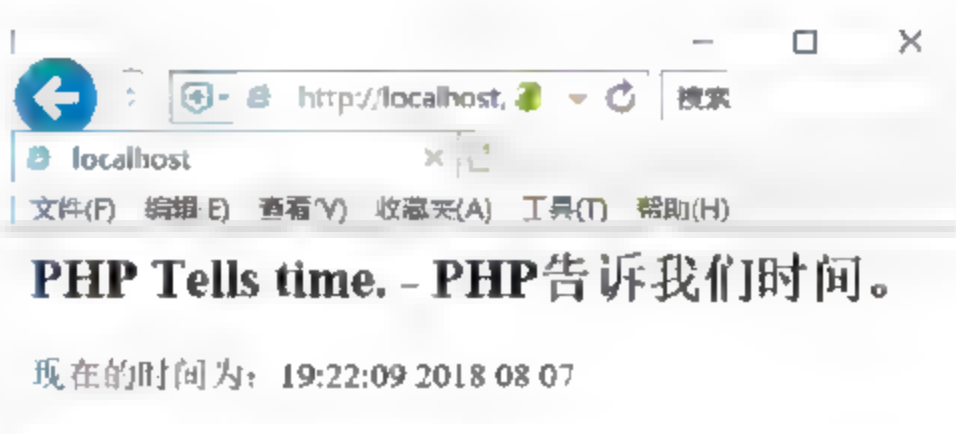 http://localhost, 搜索
localhost
文件(F) 编辑(E) 查看(V) 收藏夹(A) 工具(T) 帮助(H)
PHP Tells time. - PHP告诉我们时间。
现在的时间为：19:22:09 2018 08 07